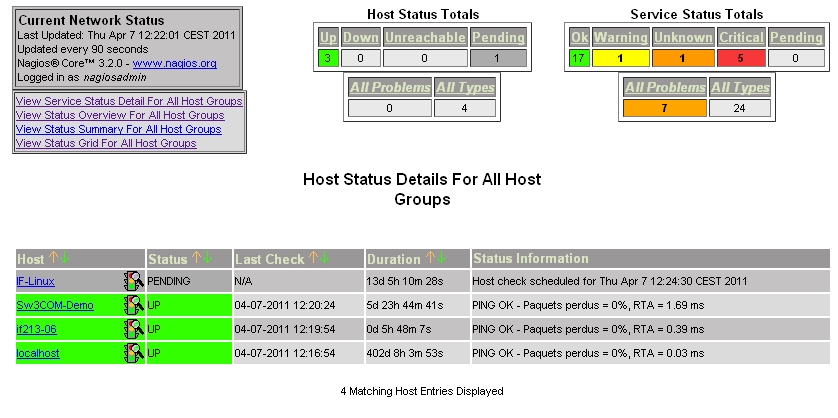 Current Network Status
Last Updated: Thu Apr 7 12:22:01 CEST 2011
Updated every 90 seconds
Nagios® Core™ 3.2.0 - www.nagios.org
Logged in as nagiosadmin
View Service Status Detail For All Host Groups
View Status Overview For All Host Groups
View Status Summary For All Host Groups
View Status Grid For All Host Groups
Host Status Totals
Up Down Unreachable Pending
3 0 0 1
All Problems All Types
0 4
Service Status Totals
Ok Warning Unknown Critical Pending
17 1 1 5 0
All Problems All Types
7 24
Host Status Details For All Host
Groups
Host Status Last Check Duration Status Information
IF-Linux PENDING N/A 13d 5h 10m 28s Host check scheduled for Thu Apr 7 12:24:30 CEST 2011
Sw3COM-Demo UP 04-07-2011 12:20:24 5d 23h 44m 41s PING OK - Paquets perdus = 0%, RTA = 1.69 ms
if213-06 UP 04-07-2011 12:19:54 0d 5h 48m 7s PING OK - Paquets perdus = 0%, RTA = 0.39 ms
localhost UP 04-07-2011 12:16:54 402d 8h 3m 53s PING OK - Paquets perdus = 0%, RTA = 0.03 ms
4 Matching Host Entries Displayed